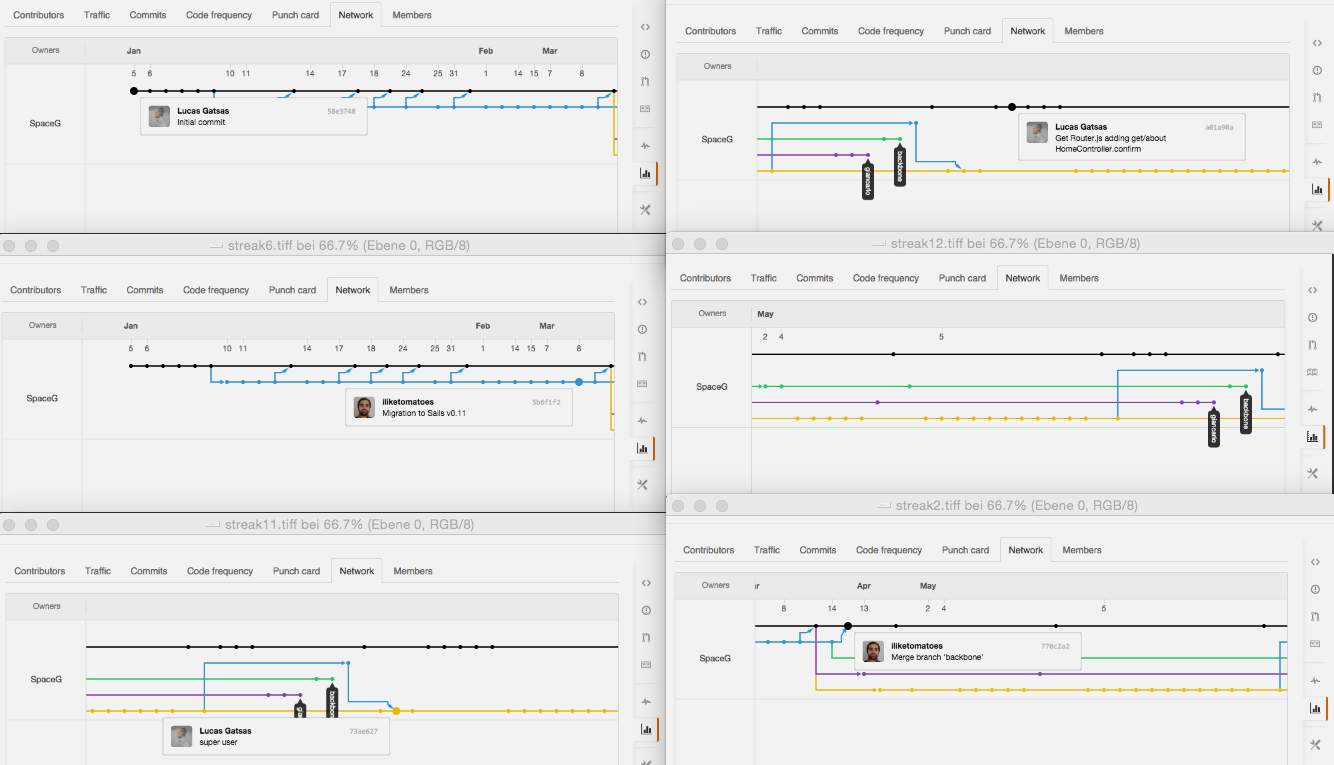 Contributors Traffic Commits Code frequency Punch card Network Members
Owners Jan Feb Mar
5 6 10 11 14 17 18 24 25 31 1 14 15 7 8
Lucas Gatsas 58e3748
Initial commit
SpaceG
streak6.tiff bei 66.7% (Ebene 0, RGB/8)
Contributors Traffic Commits Code frequency Punch card Network Members
Owners Jan Feb Mar
5 6 10 11 14 17 18 24 25 31 1 14 15 7 8
SpaceG
iliketomatoes 5b6f1f2
Migration to Sails v0.11
streak11.tiff bei 66.7% (Ebene 0, RGB/8)
Contributors Traffic Commits Code frequency Punch card Network Members
Owners
SpaceG
gi
backbon
Lucas Gatsas 73ae627
super user
Contributors Traffic Commits Code frequency Punch card Network Members
Owners
Lucas Gatsas a01a90a
Get Router.js adding get/about
HomeController.confirm
SpaceG
giancarlo
backbone
streak12.tiff bei 66.7% (Ebene 0, RGB/8)
Contributors Traffic Commits Code frequency Punch card Network Members
Owners May
2 4 5
SpaceG
giancarlo
backbone
streak2.tiff bei 66.7% (Ebene 0, RGB/8)
Contributors Traffic Commits Code frequency Punch card Network Members
Owners ır Apr May
8 14 13 2 4 5
iliketomatoes 770c2a2
Merge branch 'backbone'
SpaceG